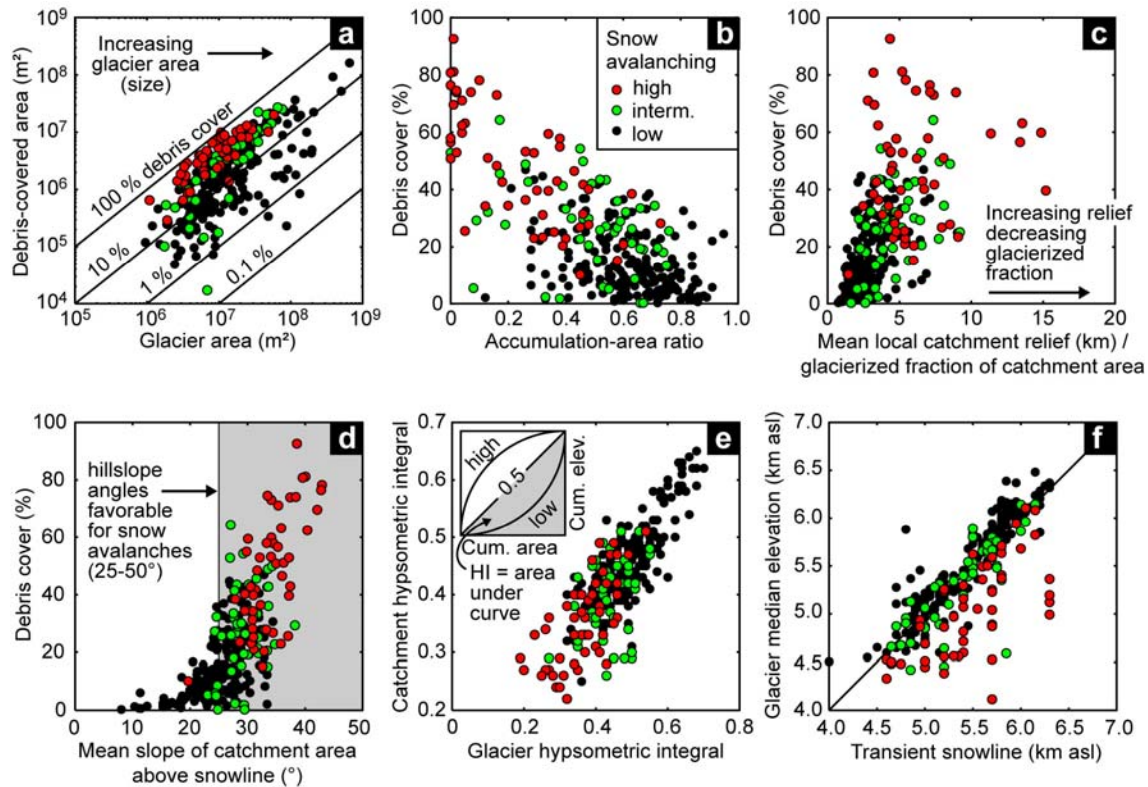 a
Debris-covered area (m²)
10⁹
10⁸
10⁷
10⁶
10⁵
10⁴
Increasing
glacier area
(size)
100 % debris cover
10 %
1 %
0.1 %
10⁵ 10⁶ 10⁷ 10⁸ 10⁹
Glacier area (m²)
b
Debris cover (%)
100
80
60
40
20
0
Snow
avalanching
high
interm.
low
0 0.2 0.4 0.6 0.8 1.0
Accumulation-area ratio
c
Debris cover (%)
100
80
60
40
20
0
Increasing relief
decreasing
glacierized
fraction
0 5 10 15 20
Mean local catchment relief (km) /
glacierized fraction of catchment area
d
Debris cover (%)
100
80
60
40
20
0
hillslope
angles
favorable
for snow
avalanches
(25-50°)
0 10 20 30 40 50
Mean slope of catchment area
above snowline (°)
e
Catchment hypsometric integral
0.7
0.6
0.5
0.4
0.3
0.2
high
0.5
low
Cum. elev.
Cum. area
HI = area
under
curve
0 0.2 0.4 0.6 0.8
Glacier hypsometric integral
f
Glacier median elevation (km asl)
7.0
6.5
6.0
5.5
5.0
4.5
4.0
4.0 5.0 5.5 6.0 7.0
Transient snowline (km asl)